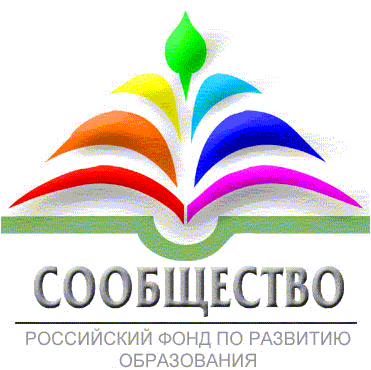 СООБЩЕСТВО
РОССИЙСКИЙ ФОНД ПО РАЗВИТИЮ
ОБРАЗОВАНИЯ